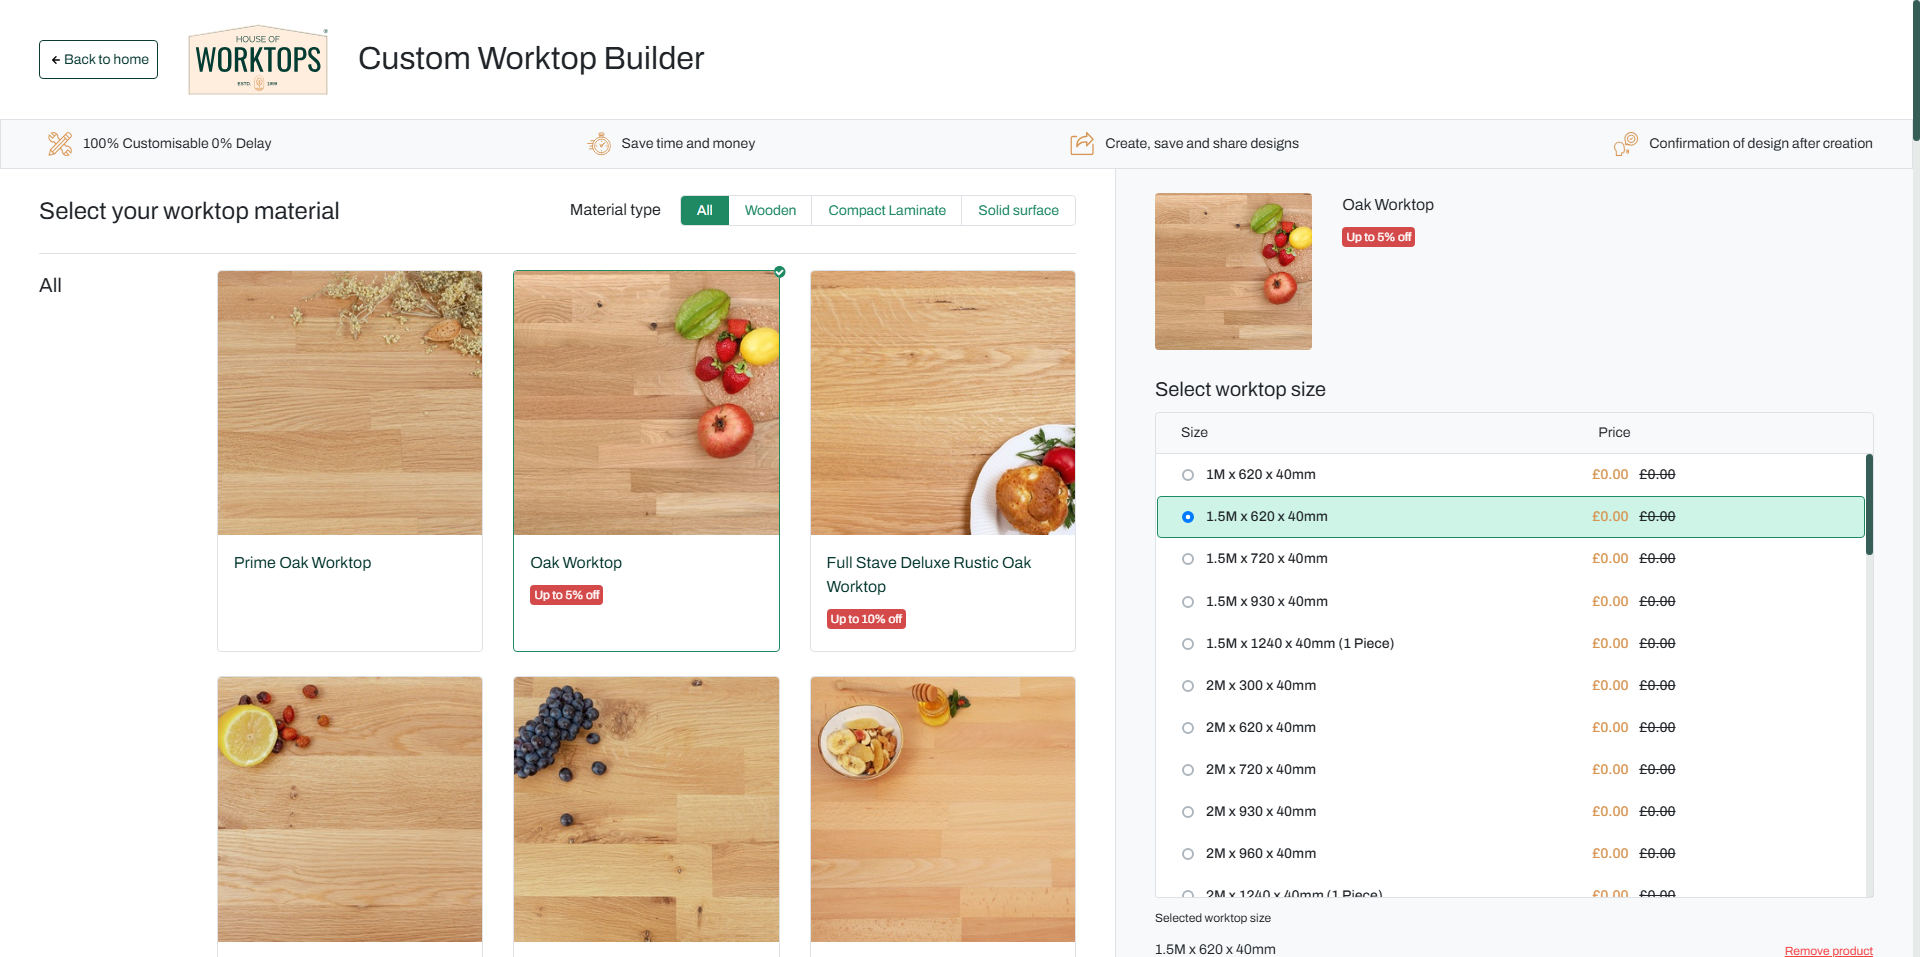 Back to home
HOUSE OF
WORKTOPS
ESTD. 1999
Custom Worktop Builder
100% Customisable 0% Delay
Save time and money
Create, save and share designs
Confirmation of design after creation
Select your worktop material
Material type
All
Wooden
Compact Laminate
Solid surface
All
Prime Oak Worktop
Oak Worktop
Up to 5% off
Full Stave Deluxe Rustic Oak
Worktop
Up to 10% off
Oak Worktop
Up to 5% off
Select worktop size
Size Price
1M x 620 x 40mm £0.00 £0.00
1.5M x 620 x 40mm £0.00 £0.00
1.5M x 720 x 40mm £0.00 £0.00
1.5M x 930 x 40mm £0.00 £0.00
1.5M x 1240 x 40mm (1 Piece) £0.00 £0.00
2M x 300 x 40mm £0.00 £0.00
2M x 620 x 40mm £0.00 £0.00
2M x 720 x 40mm £0.00 £0.00
2M x 930 x 40mm £0.00 £0.00
2M x 960 x 40mm £0.00 £0.00
2M x 1240 x 40mm (1 Piece) £0.00 £0.00
Selected worktop size
1.5M x 620 x 40mm
Remove product